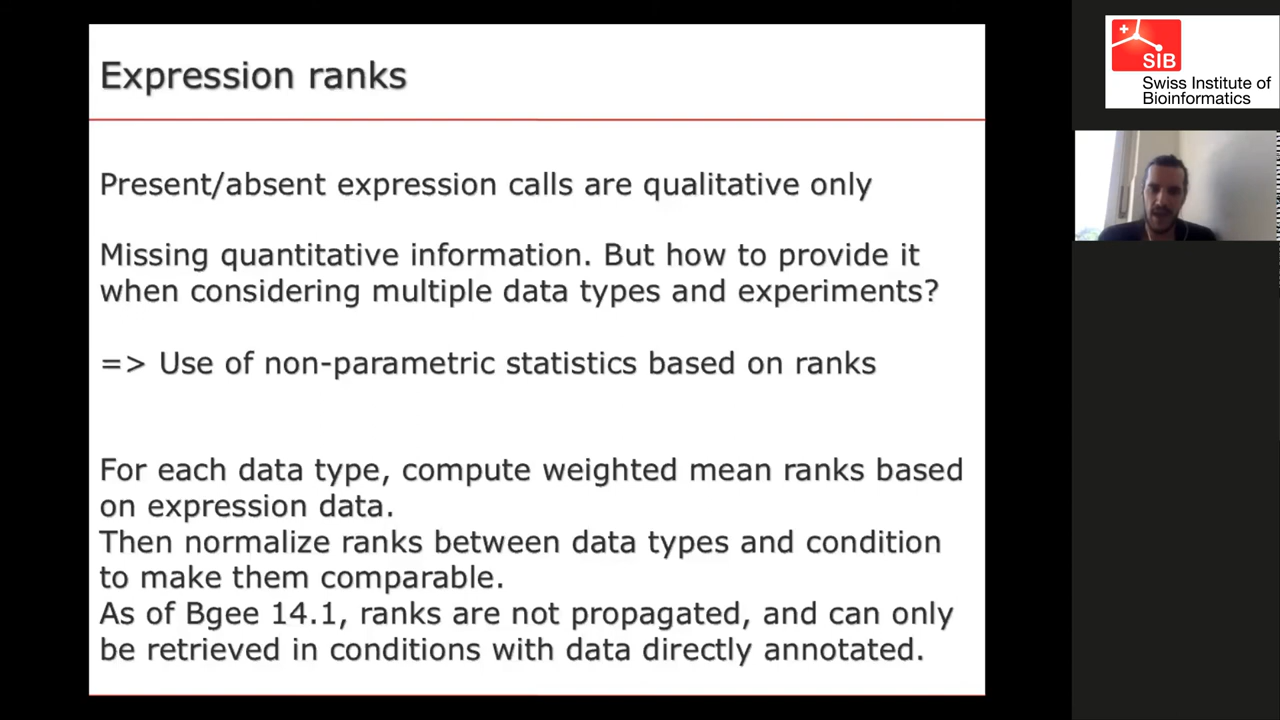 Expression ranks
Present/absent expression calls are qualitative only
Missing quantitative information. But how to provide it
when considering multiple data types and experiments?
=> Use of non-parametric statistics based on ranks
For each data type, compute weighted mean ranks based
on expression data.
Then normalize ranks between data types and condition
to make them comparable.
As of Bgee 14.1, ranks are not propagated, and can only
be retrieved in conditions with data directly annotated.
SIB
Swiss Institute of
Bioinformatics